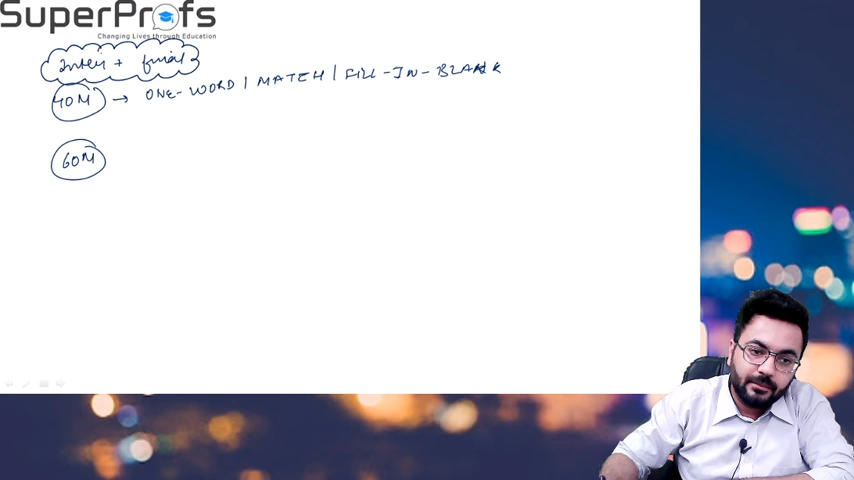 SuperProfs
Changing Lives through Education
Inter + final
40M → ONE-WORD | MATCH | FILL-IN-BLANK
60M